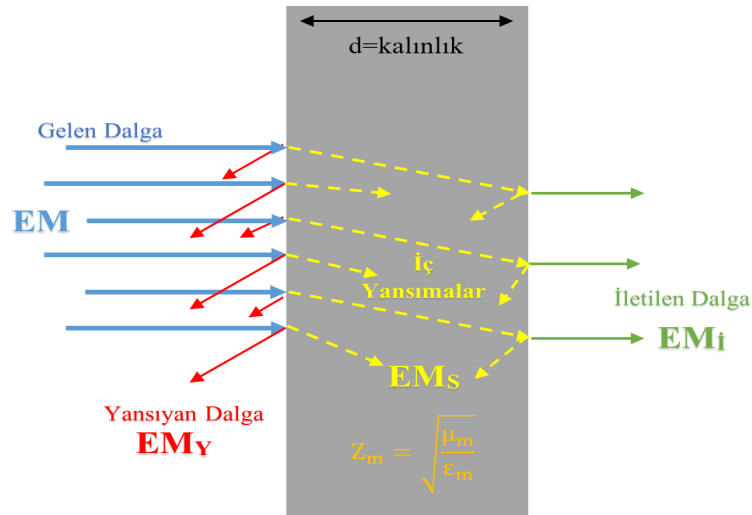 d=kalınlık
Gelen Dalga
EM
İç
Yansımalar
İletilen Dalga
EMİ
EMS
Yansıyan Dalga
EMY
Zm = √(μm/εm)